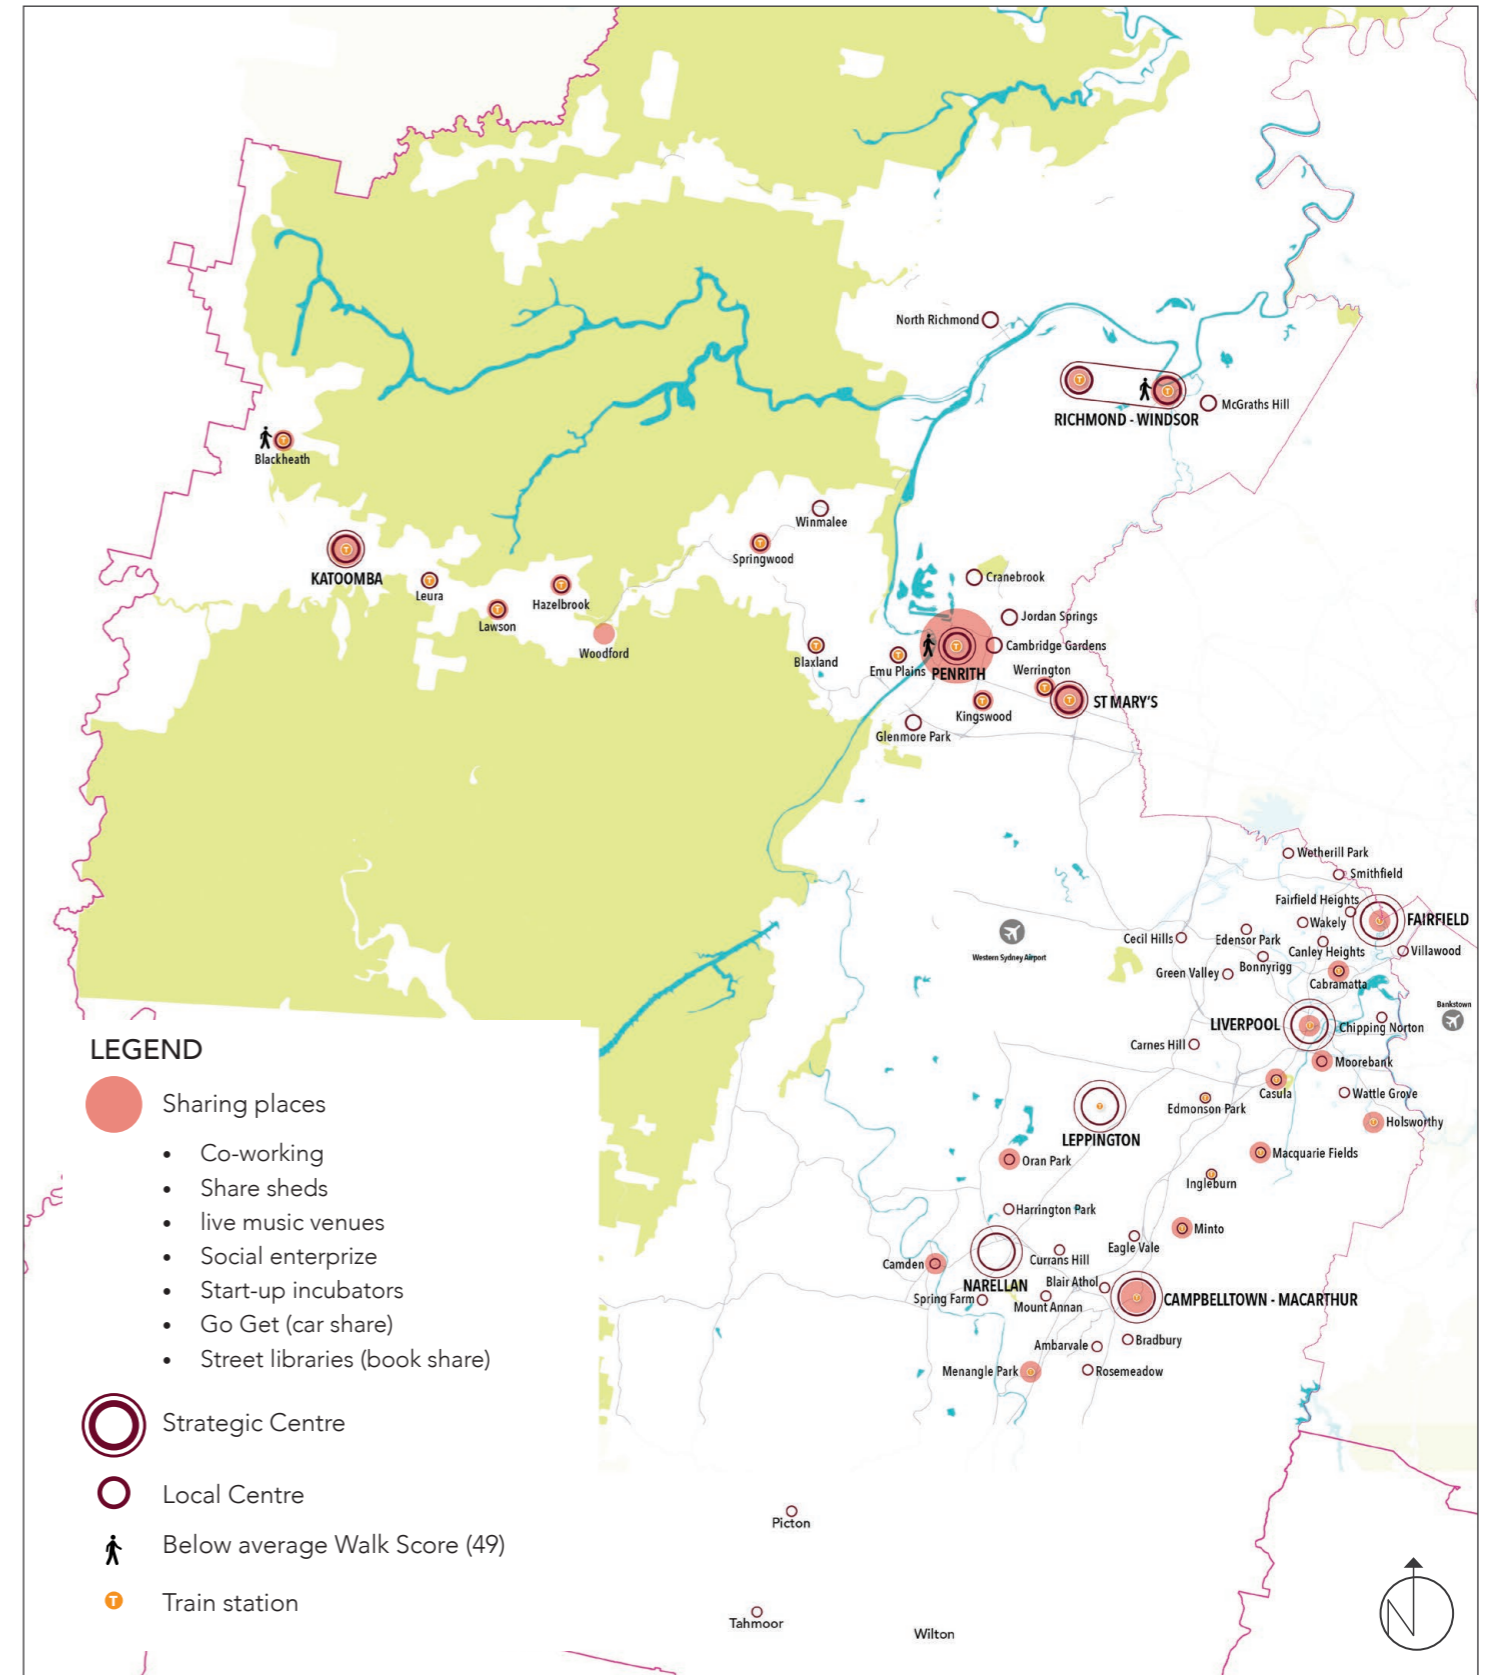 North Richmond
McGraths Hill
RICHMOND - WINDSOR
Blackheath
Winmalee
Springwood
KATOOMBA
Leura
Hazelbrook
Lawson
Woodford
Cranebrook
Jordan Springs
Cambridge Gardens
Blaxland
Emu Plains
PENRITH
Werrington
ST MARY'S
Kingswood
Glenmore Park
Wetherill Park
Smithfield
Fairfield Heights
FAIRFIELD
Wakely
Edensor Park
Cecil Hills
Canley Heights
Villawood
Bonnyrigg
Green Valley
Cabramatta
Western Sydney Airport
Bankstown
LIVERPOOL
Chipping Norton
Carnes Hill
Moorebank
Casula
Wattle Grove
Edmonson Park
Holsworthy
LEPPINGTON
Macquarie Fields
Oran Park
Ingleburn
Harrington Park
Minto
Eagle Vale
Currans Hill
Camden
NARELLAN
Blair Athol
Spring Farm
Mount Annan
CAMPBELLTOWN - MACARTHUR
Bradbury
Ambarvale
Menangle Park
Rosemeadow
Picton
Tahmoor
Wilton
LEGEND
Sharing places
• Co-working
• Share sheds
• live music venues
• Social enterprize
• Start-up incubators
• Go Get (car share)
• Street libraries (book share)
Strategic Centre
Local Centre
Below average Walk Score (49)
T Train station
N